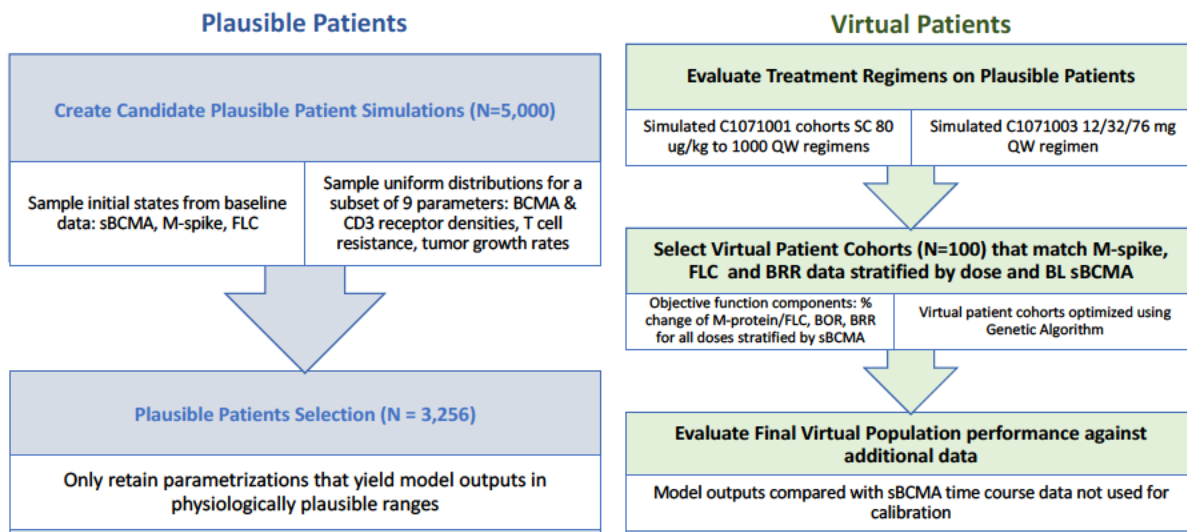 Plausible Patients
Create Candidate Plausible Patient Simulations (N=5,000)
Sample initial states from baseline
data: sBCMA, M-spike, FLC
Sample uniform distributions for a
subset of 9 parameters: BCMA &
CD3 receptor densities, T cell
resistance, tumor growth rates
Plausible Patients Selection (N = 3,256)
Only retain parametrizations that yield model outputs in
physiologically plausible ranges
Virtual Patients
Evaluate Treatment Regimens on Plausible Patients
Simulated C1071001 cohorts SC 80
ug/kg to 1000 QW regimens
Simulated C1071003 12/32/76 mg
QW regimen
Select Virtual Patient Cohorts (N=100) that match M-spike,
FLC and BRR data stratified by dose and BL sBCMA
Objective function components: %
change of M-protein/FLC, BOR, BRR
for all doses stratified by sBCMA
Virtual patient cohorts optimized using
Genetic Algorithm
Evaluate Final Virtual Population performance against
additional data
Model outputs compared with sBCMA time course data not used for
calibration